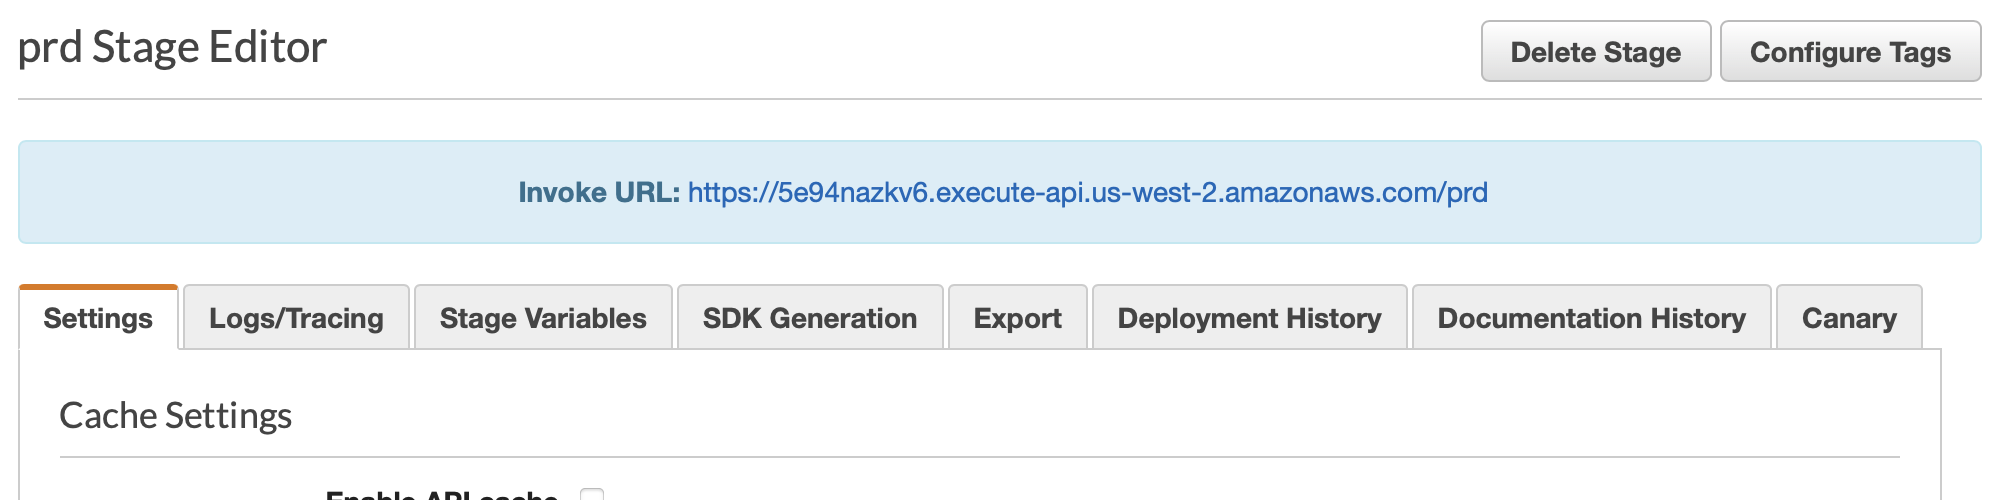 prd Stage Editor
Delete Stage
Configure Tags
Invoke URL: https://5e94nazkv6.execute-api.us-west-2.amazonaws.com/prd
Settings
Logs/Tracing
Stage Variables
SDK Generation
Export
Deployment History
Documentation History
Canary
Cache Settings
Enable API cache